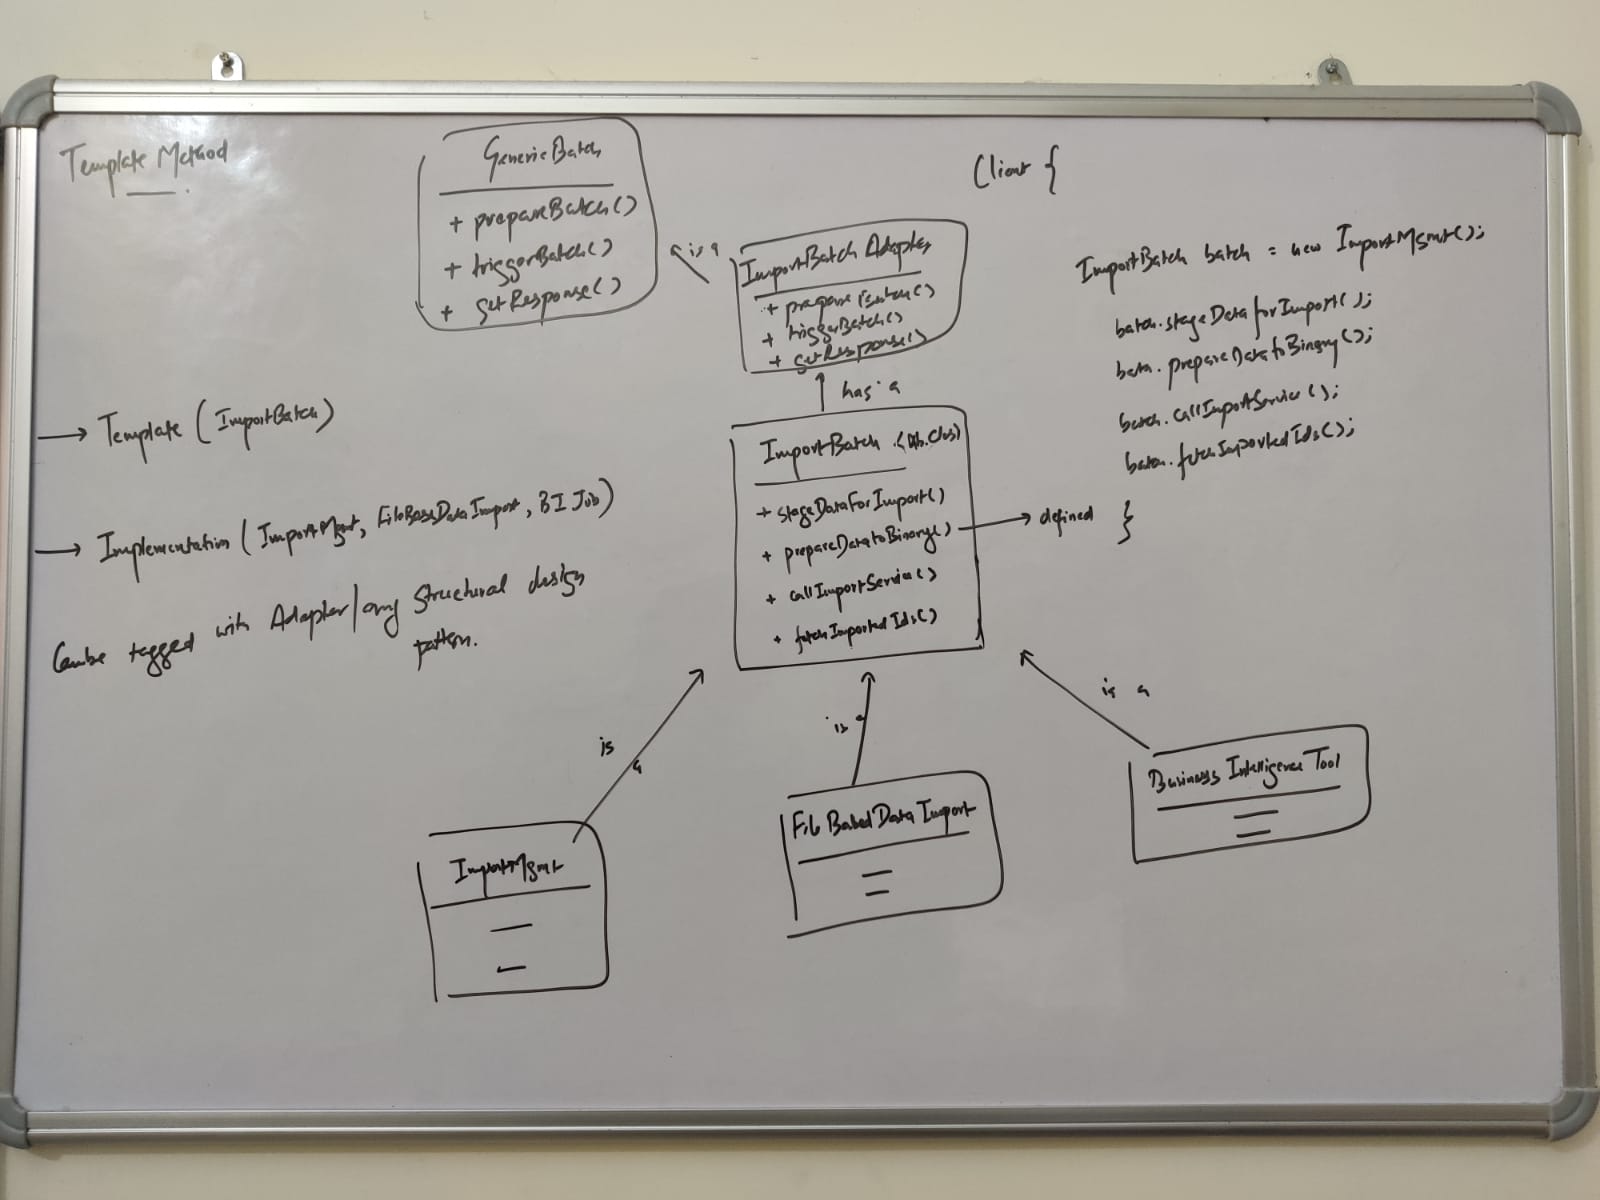 Template Method
GenericBatch
+ prepareBatch()
+ triggerBatch()
+ getResponse()
is a
ImportBatch Adapter
+ prepareBatch()
+ triggerBatch()
+ getResponse()
has a
ImportBatch (Ab.Class)
+ stageDataForImport()
+ prepareDatatoBinary()
+ callImportService()
+ fetchImportedIds()
defined
Client {
ImportBatch batch = new ImportMgmt();
batch.stageDataforImport();
batch.prepareDatatoBinary();
batch.callImportService();
batch.fetchImportedIds();
}
Template (ImportBatch)
Implementation (ImportMgmt, FileBaseDataImport, BI Job)
Can be tagged with Adapter/any Structural design
pattern.
is a
is a
is a
ImportMgmt
File Based Data Import
Business Intelligence Tool